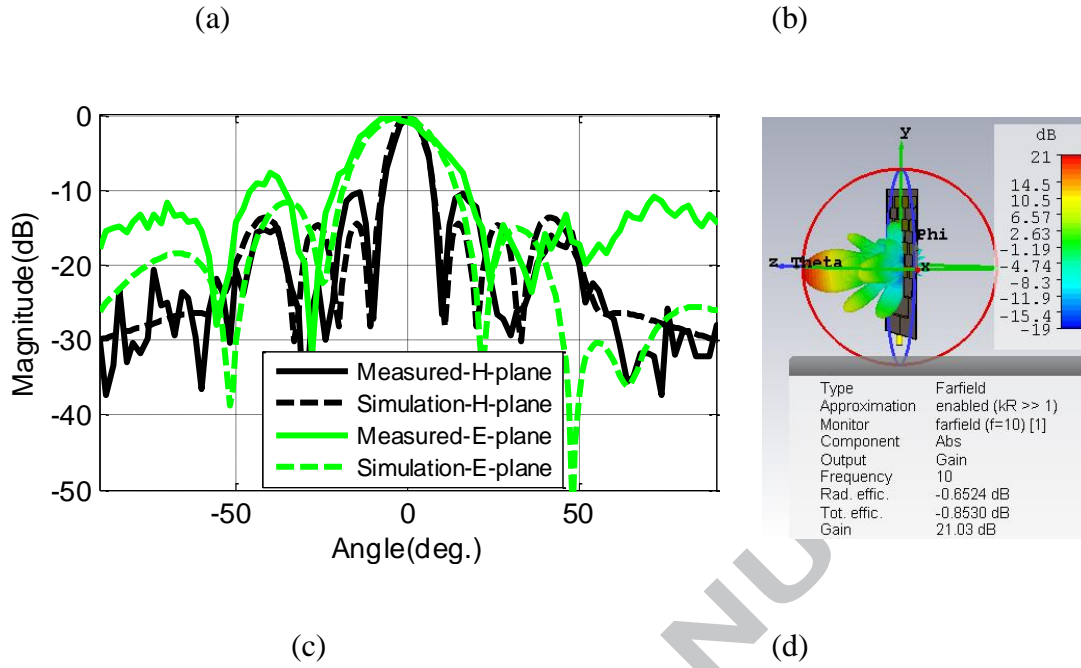 (a)
(b)
0
-10
-20
-30
-40
-50
Magnitude(dB)
-50
0
50
Angle(deg.)
Measured-H-plane
Simulation-H-plane
Measured-E-plane
Simulation-E-plane
y
z
Theta
x
Phi
dB
21
14.5
10.5
6.57
2.63
-1.19
-4.74
-8.3
-11.9
-15.4
-19
Type Farfield
Approximation enabled (kR >> 1)
Monitor farfield (f=10) [1]
Component Abs
Output Gain
Frequency 10
Rad. effic. -0.6524 dB
Tot. effic. -0.8530 dB
Gain 21.03 dB
NU
(c)
(d)